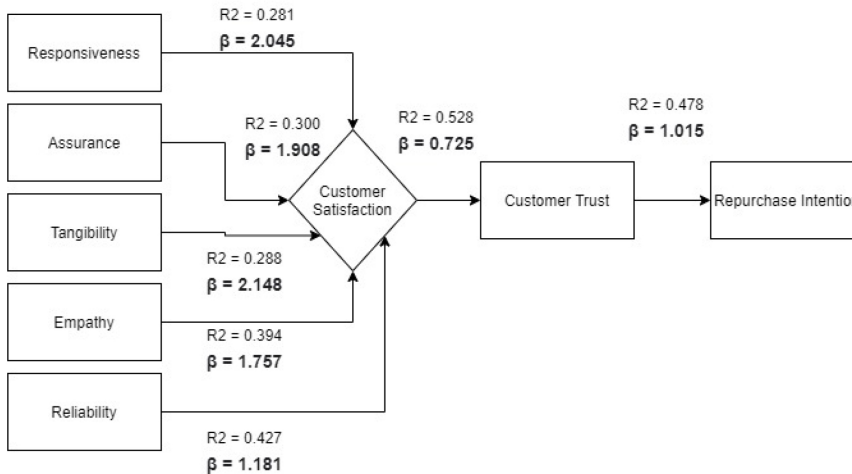 R2 = 0.281
β = 2.045
Responsiveness
R2 = 0.300
β = 1.908
Assurance
R2 = 0.528
β = 0.725
R2 = 0.478
β = 1.015
Customer
Satisfaction
Customer Trust
Repurchase Intention
Tangibility
R2 = 0.288
β = 2.148
Empathy
R2 = 0.394
β = 1.757
Reliability
R2 = 0.427
β = 1.181